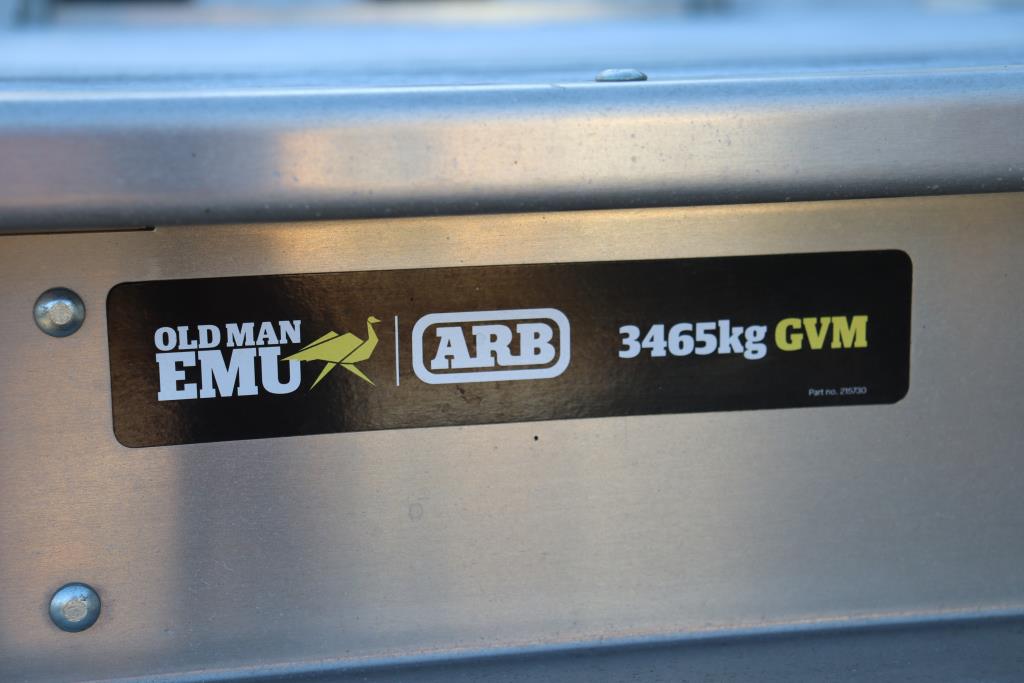 OLD MAN
EMU
ARB
3465kg GVM
Part no. 215730